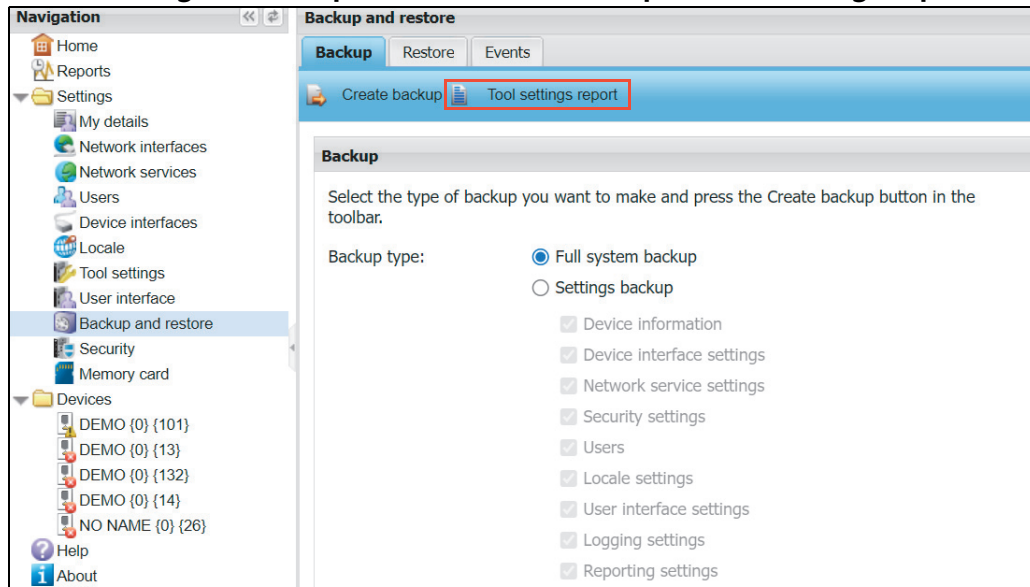 Navigation
Home
Reports
Settings
My details
Network interfaces
Network services
Users
Device interfaces
Locale
Tool settings
User interface
Backup and restore
Security
Memory card
Devices
DEMO {0} {101}
DEMO {0} {13}
DEMO {0} {132}
DEMO {0} {14}
NO NAME {0} {26}
Help
About
Backup and restore
Backup Restore Events
Create backup Tool settings report
Backup
Select the type of backup you want to make and press the Create backup button in the
toolbar.
Backup type: Full system backup
Settings backup
Device information
Device interface settings
Network service settings
Security settings
Users
Locale settings
User interface settings
Logging settings
Reporting settings